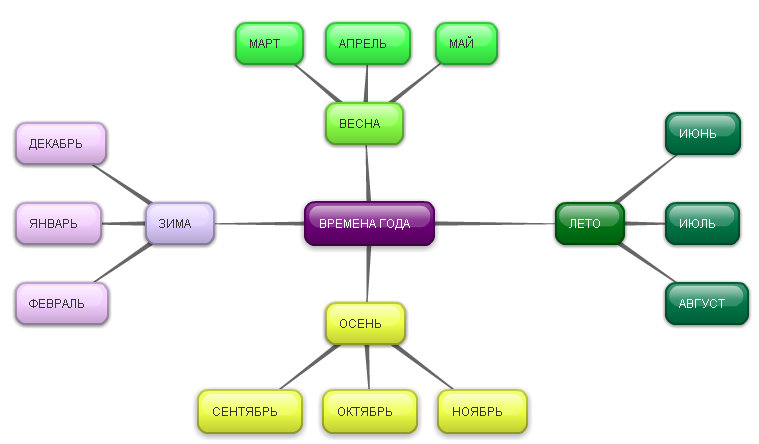 МАРТ
АПРЕЛЬ
МАЙ
ВЕСНА
ДЕКАБРЬ
ЯНВАРЬ
ФЕВРАЛЬ
ЗИМА
ВРЕМЕНА ГОДА
ЛЕТО
ИЮНЬ
ИЮЛЬ
АВГУСТ
ОСЕНЬ
СЕНТЯБРЬ
ОКТЯБРЬ
НОЯБРЬ